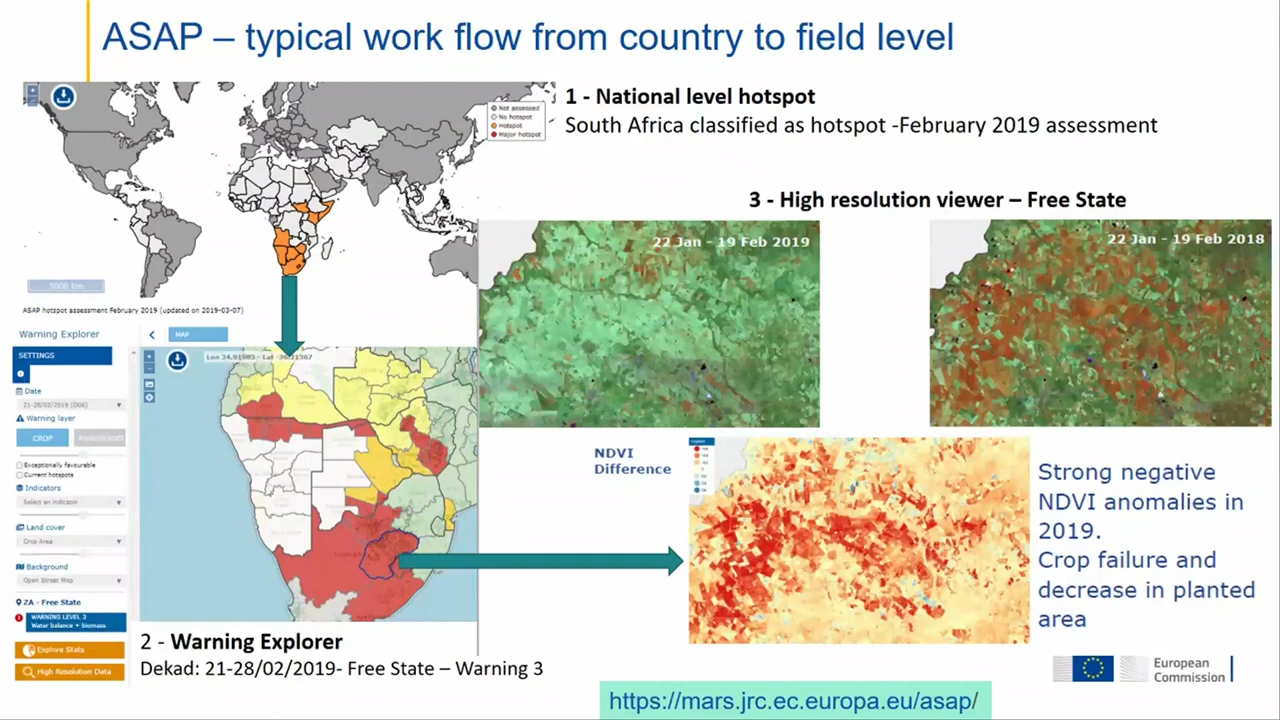 ASAP – typical work flow from country to field level
Not assessed
No hotspot
Hotspot
Major hotspot
1 - National level hotspot
South Africa classified as hotspot -February 2019 assessment
3 - High resolution viewer – Free State
22 Jan - 19 Feb 2019
22 Jan - 19 Feb 2018
5000 km
ASAP hotspot assessment February 2019 (updated on 2019-03-07)
Warning Explorer
MAP
SETTINGS
Date
21-28/02/2019 (D06)
Warning layer
CROP
RANGELAND
Exceptionally favourable
Current hotspots
Indicators
Select an indicator
Land cover
Crop Area
Background
Open Street Map
ZA - Free State
WARNING LEVEL 3
Water balance + biomass
Explore Stats
High Resolution Data
NDVI
Difference
Strong negative
NDVI anomalies in
2019.
Crop failure and
decrease in planted
area
2 - Warning Explorer
Dekad: 21-28/02/2019- Free State – Warning 3
European
Commission
https://mars.jrc.ec.europa.eu/asap/